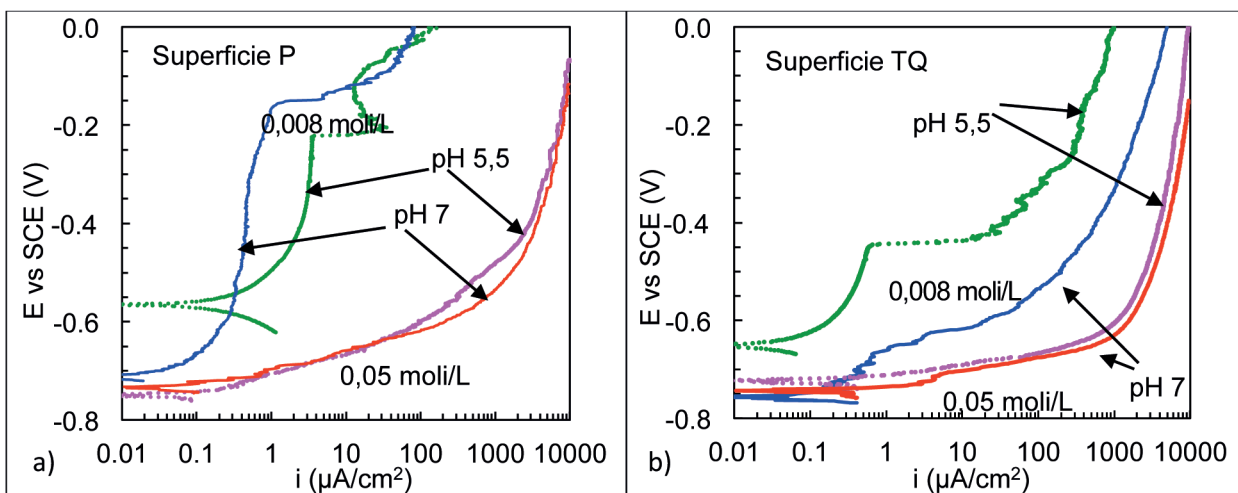 Superficie P
0,008 moli/L
pH 5,5
pH 7
0,05 moli/L
0
-0.2
-0.4
-0.6
-0.8
E vs SCE (V)
0.01 0.1 1 10 100 1000 10000
i (µA/cm²)
a)
Superficie TQ
pH 5,5
0,008 moli/L
pH 7
0,05 moli/L
0
-0.2
-0.4
-0.6
-0.8
E vs SCE (V)
0.01 0.1 1 10 100 1000 10000
i (µA/cm²)
b)